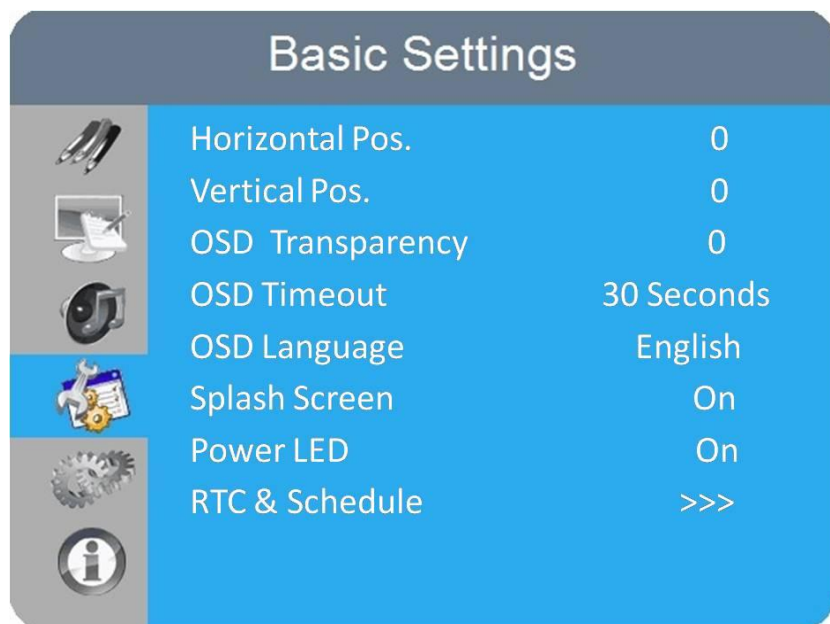 Basic Settings
Horizontal Pos. 0
Vertical Pos. 0
OSD Transparency 0
OSD Timeout 30 Seconds
OSD Language English
Splash Screen On
Power LED On
RTC & Schedule >>>